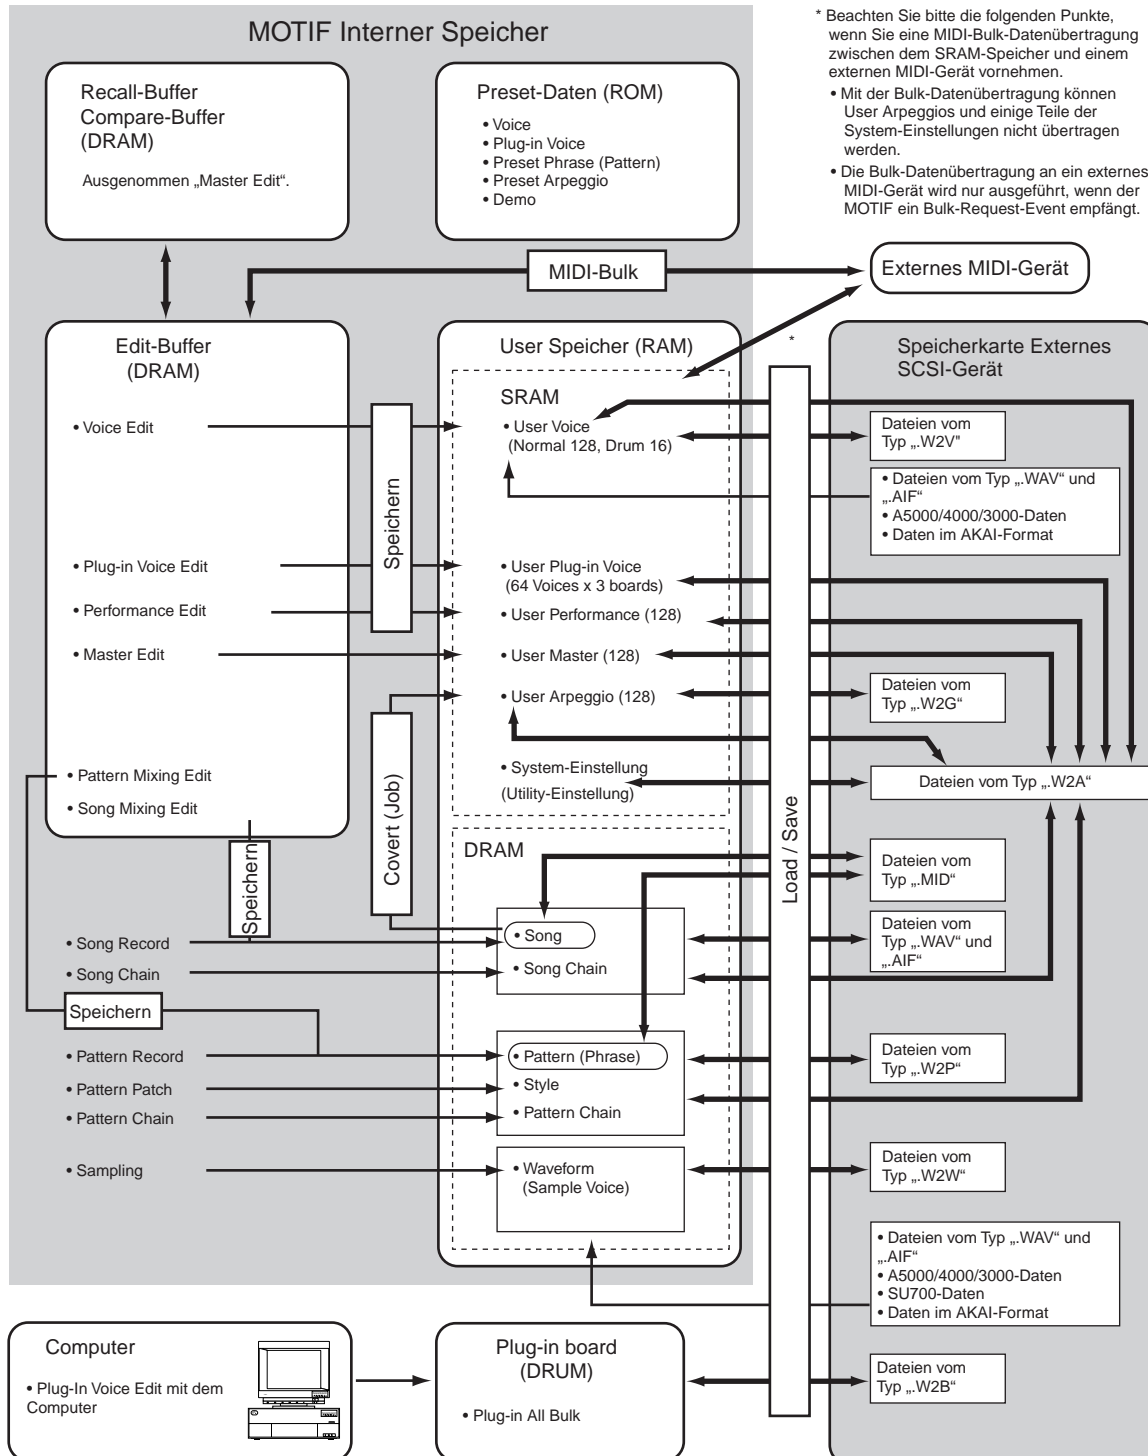 MOTIF Interner Speicher
Recall-Buffer
Compare-Buffer
(DRAM)
Ausgenommen „Master Edit“.
Preset-Daten (ROM)
• Voice
• Plug-in Voice
• Preset Phrase (Pattern)
• Preset Arpeggio
• Demo
* Beachten Sie bitte die folgenden Punkte,
wenn Sie eine MIDI-Bulk-Datenübertragung
zwischen dem SRAM-Speicher und einem
externen MIDI-Gerät vornehmen.
• Mit der Bulk-Datenübertragung können
User Arpeggios und einige Teile der
System-Einstellungen nicht übertragen
werden.
• Die Bulk-Datenübertragung an ein externes
MIDI-Gerät wird nur ausgeführt, wenn der
MOTIF ein Bulk-Request-Event empfängt.
MIDI-Bulk
Externes MIDI-Gerät
*
Edit-Buffer
(DRAM)
• Voice Edit
• Plug-in Voice Edit
• Performance Edit
• Master Edit
• Pattern Mixing Edit
• Song Mixing Edit
Speichern
Covert (Job)
Speichern
• Song Record
• Song Chain
Speichern
• Pattern Record
• Pattern Patch
• Pattern Chain
• Sampling
User Speicher (RAM)
SRAM
• User Voice
(Normal 128, Drum 16)
• User Plug-in Voice
(64 Voices x 3 boards)
• User Performance (128)
• User Master (128)
• User Arpeggio (128)
• System-Einstellung
(Utility-Einstellung)
DRAM
• Song
• Song Chain
• Pattern (Phrase)
• Style
• Pattern Chain
• Waveform
(Sample Voice)
Load / Save
Speicherkarte Externes
SCSI-Gerät
Dateien vom
Typ „.W2V"
• Dateien vom Typ „.WAV“ und
„.AIF“
• A5000/4000/3000-Daten
• Daten im AKAI-Format
Dateien vom
Typ „.W2G“
Dateien vom Typ „.W2A“
Dateien vom
Typ „.MID“
Dateien vom
Typ „.WAV“ und
„.AIF“
Dateien vom
Typ „.W2P“
Dateien vom
Typ „.W2W“
• Dateien vom Typ „.WAV“ und
„.AIF“
• A5000/4000/3000-Daten
• SU700-Daten
• Daten im AKAI-Format
Dateien vom
Typ „.W2B“
Computer
• Plug-In Voice Edit mit dem
Computer
Plug-in board
(DRUM)
• Plug-in All Bulk